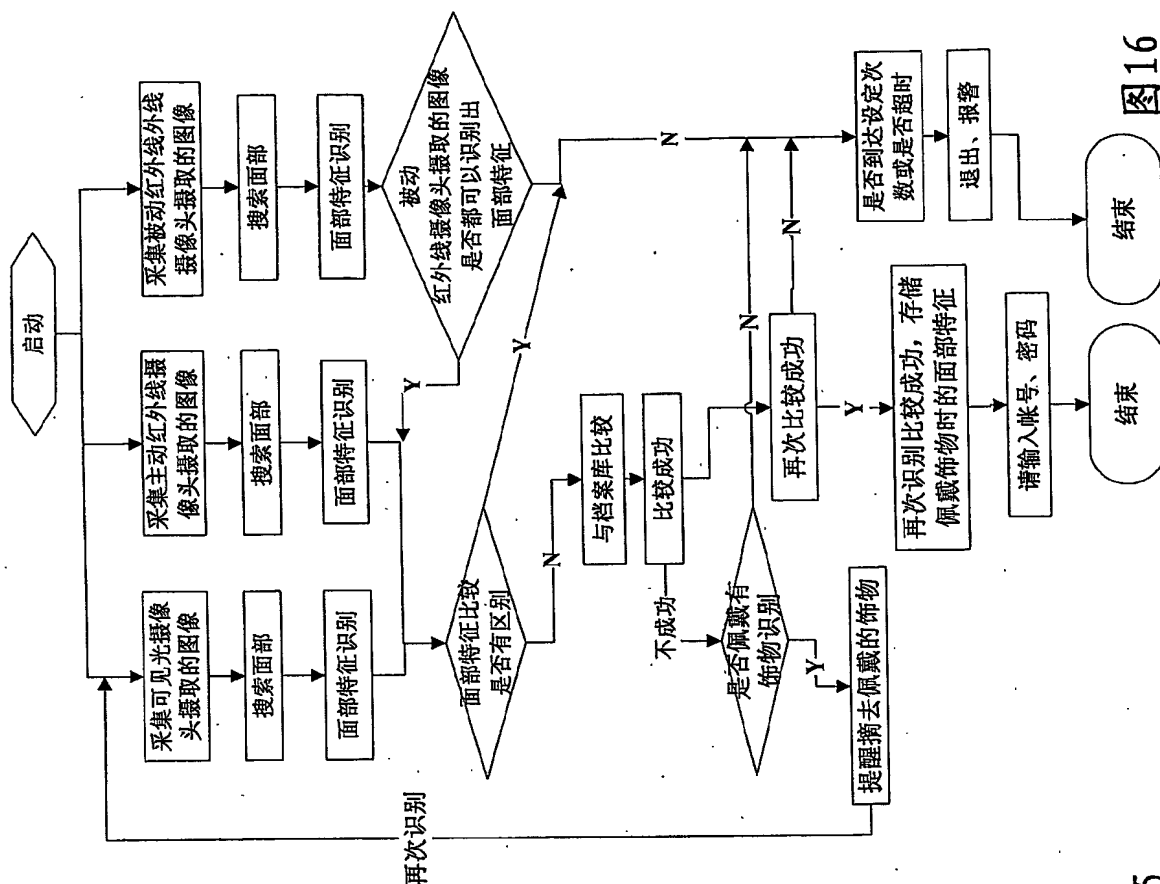 启动
采集可见光摄像
头摄取的图像
采集主动红外线摄
像头摄取的图像
采集被动红外线外线
摄像头摄取的图像
搜索面部
搜索面部
搜索面部
面部特征识别
面部特征识别
面部特征识别
被动
红外线摄像头摄取的图像
是否都可以识别出
面部特征
Y
N
面部特征比较
是否有区别
Y
N
与档案库比较
比较成功
不成功
是否佩戴有
饰物识别
N
Y
再次比较成功
N
Y
提醒摘去佩戴的饰物
再次识别
再次识别比较成功，存储
佩戴饰物时的面部特征
请输入帐号、密码
结束
是否到达设定次
数或是否超时
退出、报警
结束
图16